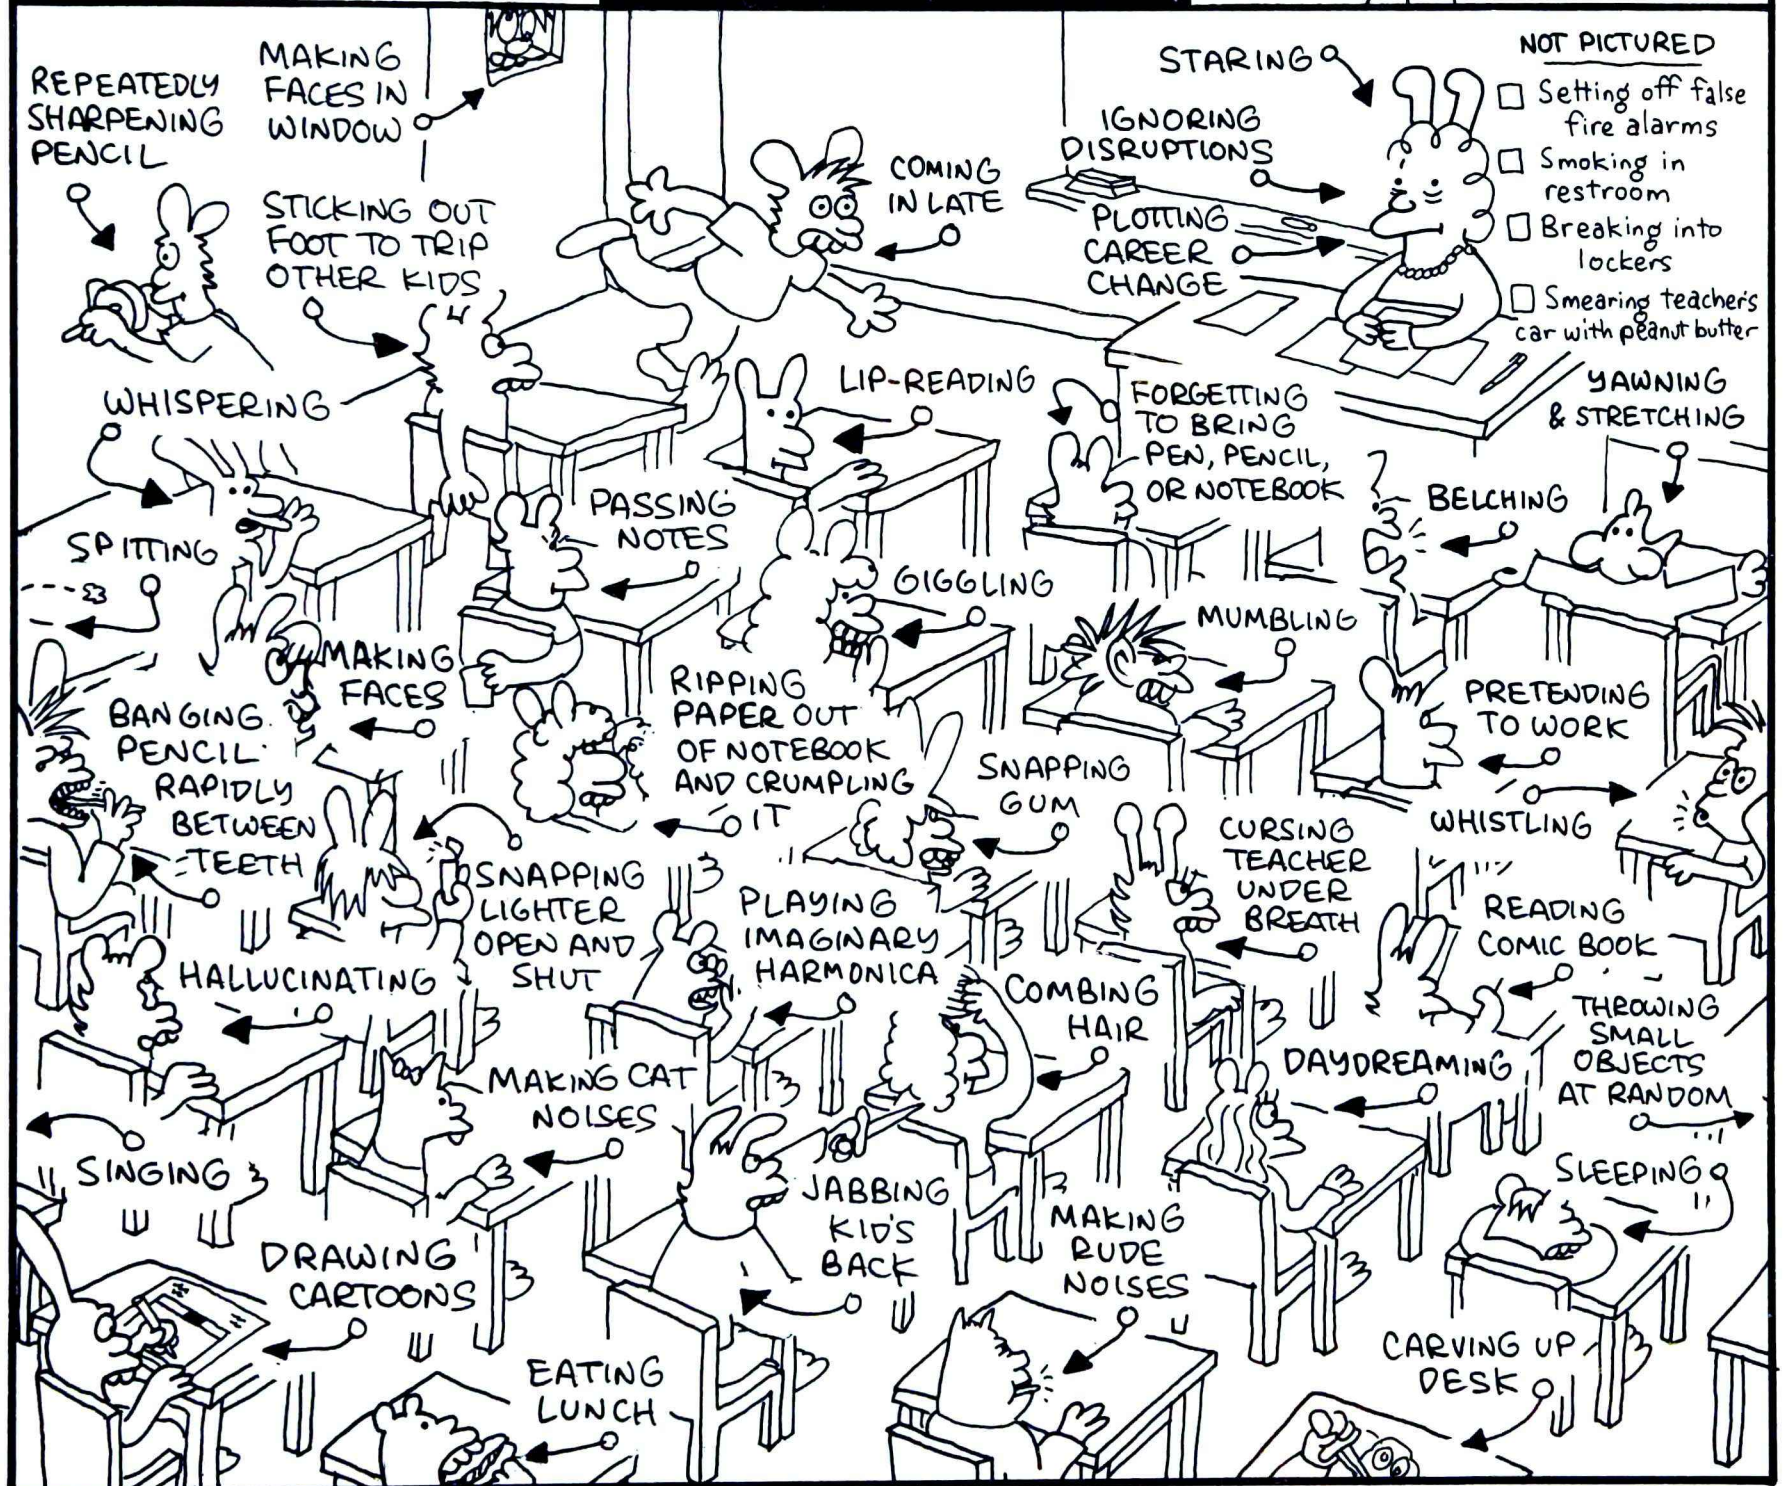 REPEATEDLY
SHARPENING
PENCIL
MAKING
FACES IN
WINDOW
STICKING OUT
FOOT TO TRIP
OTHER KIDS
COMING
IN LATE
STARING
IGNORING
DISRUPTIONS
PLOTTING
CAREER
CHANGE
NOT PICTURED
Setting off false
fire alarms
Smoking in
restroom
Breaking into
lockers
Smearing teacher's
car with peanut butter
WHISPERING
LIP-READING
FORGETTING
TO BRING
PEN, PENCIL,
OR NOTEBOOK
YAWNING
& STRETCHING
SPITTING
PASSING
NOTES
BELCHING
GIGGLING
MUMBLING
MAKING
FACES
BANGING
PENCIL
RAPIDLY
BETWEEN
TEETH
RIPPING
PAPER OUT
OF NOTEBOOK
AND CRUMPLING
IT
SNAPPING
GUM
PRETENDING
TO WORK
WHISTLING
SNAPPING
LIGHTER
OPEN AND
SHUT
PLAYING
IMAGINARY
HARMONICA
CURSING
TEACHER
UNDER
BREATH
READING
COMIC BOOK
HALLUCINATING
COMBING
HAIR
THROWING
SMALL
OBJECTS
AT RANDOM
MAKING CAT
NOISES
DAYDREAMING
SINGING
JABBING
KID'S
BACK
MAKING
RUDE
NOISES
SLEEPING
DRAWING
CARTOONS
EATING
LUNCH
CARVING UP
DESK